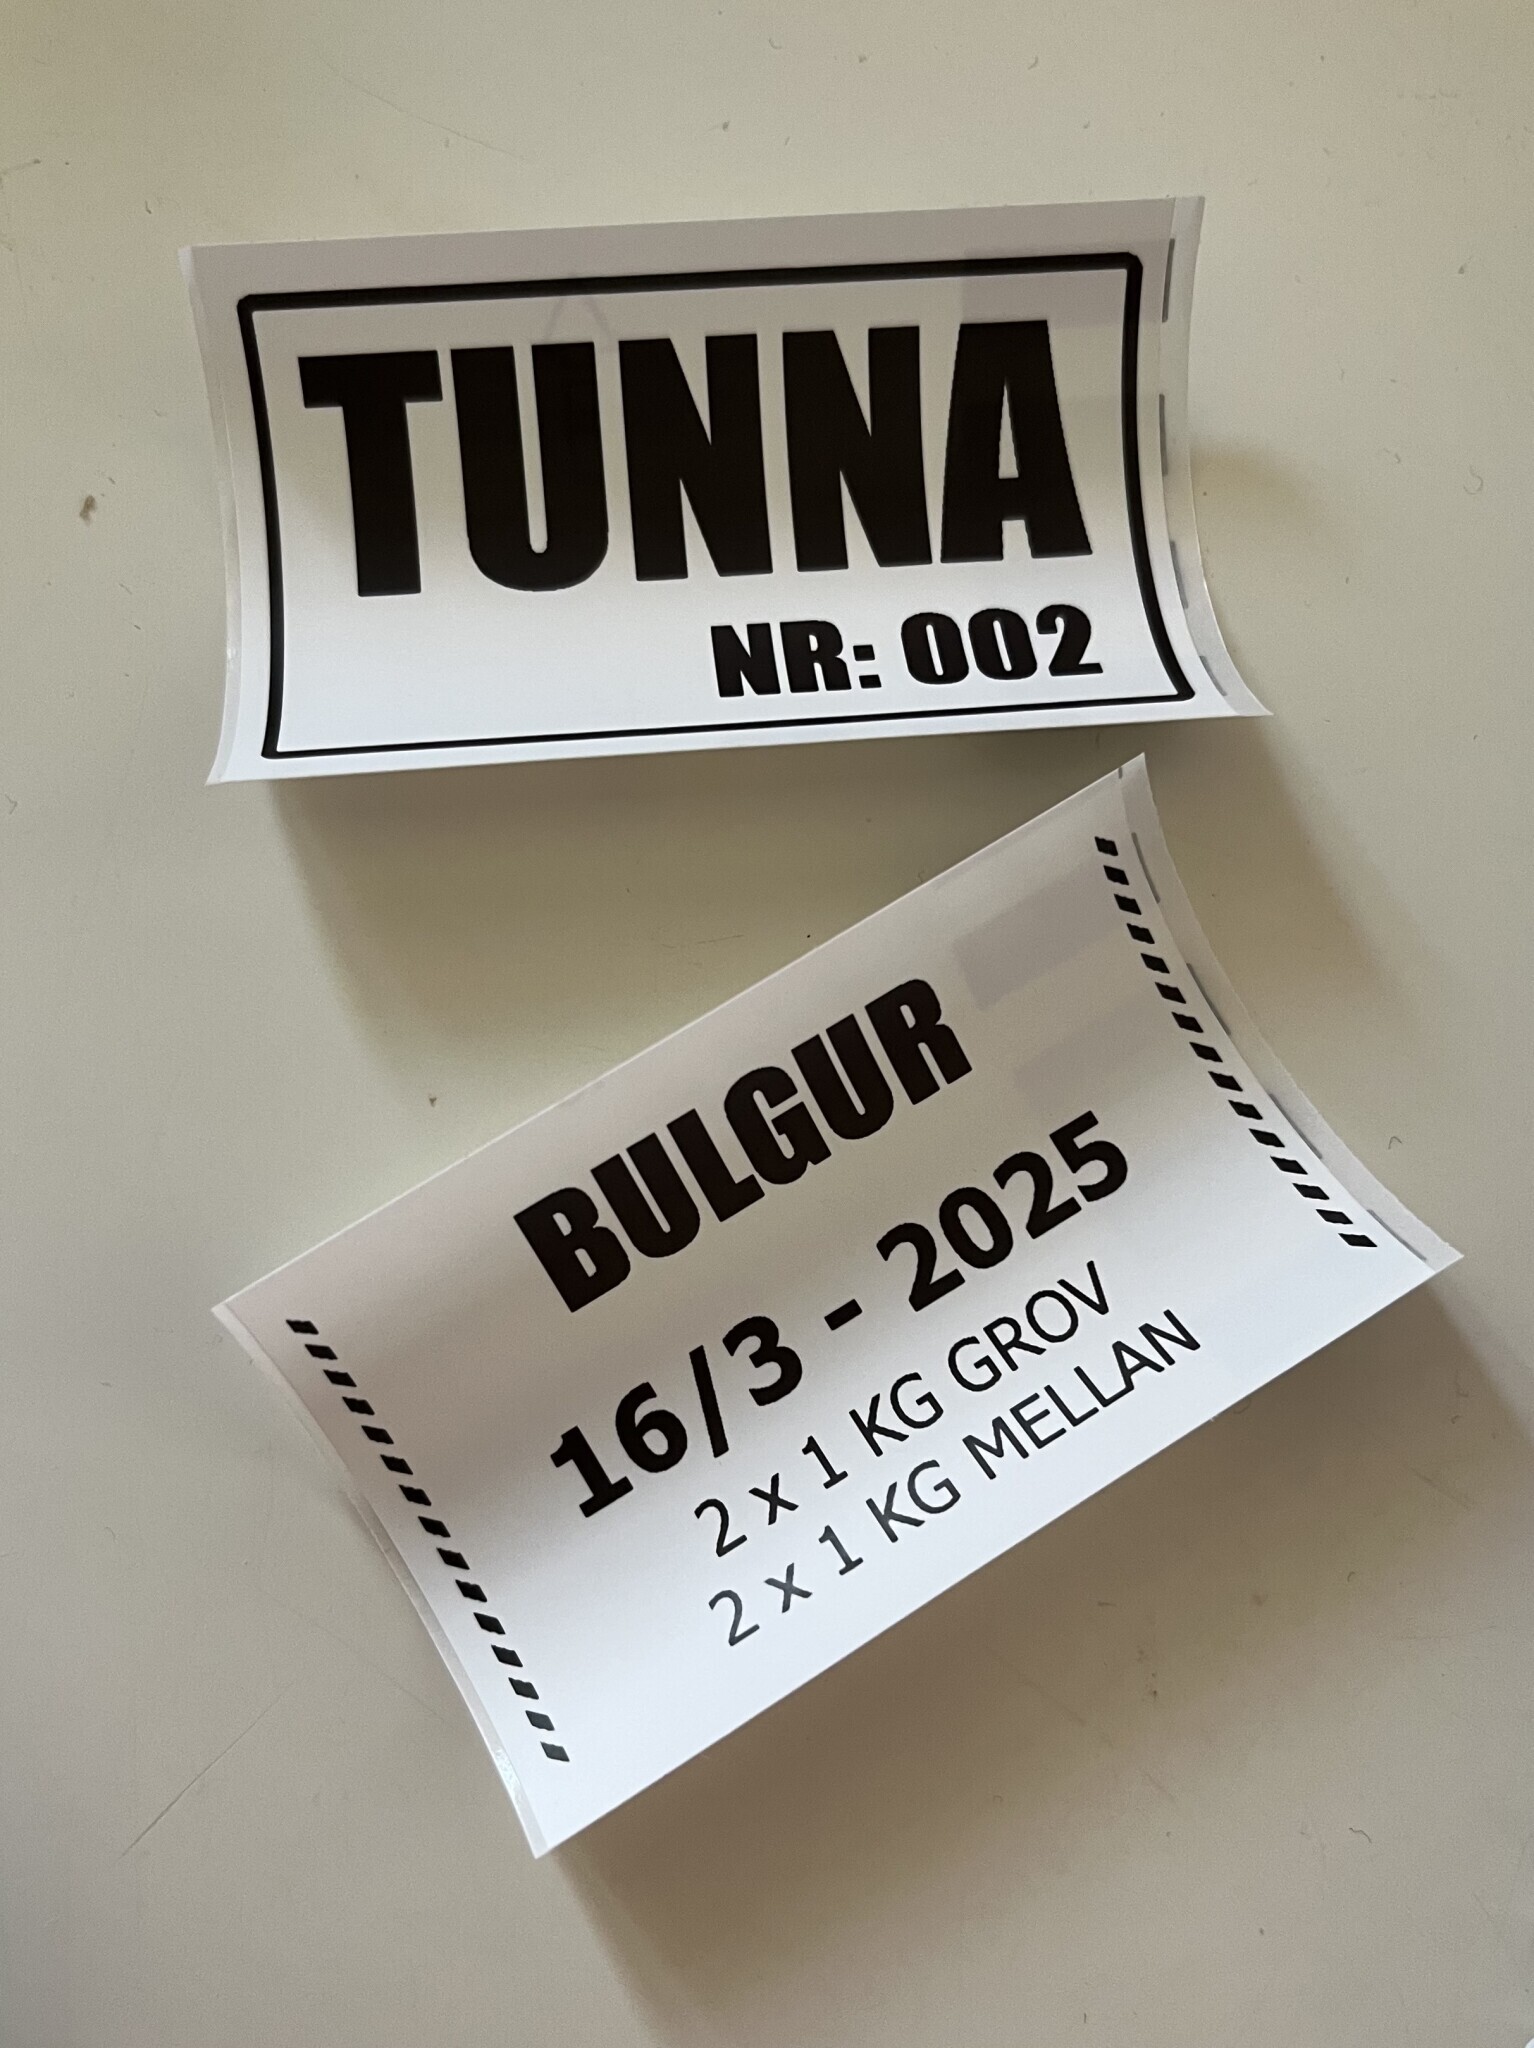 TUNNA
NR: 002
BULGUR
16/3 - 2025
2 x 1 KG GROV
2 x 1 KG MELLAN